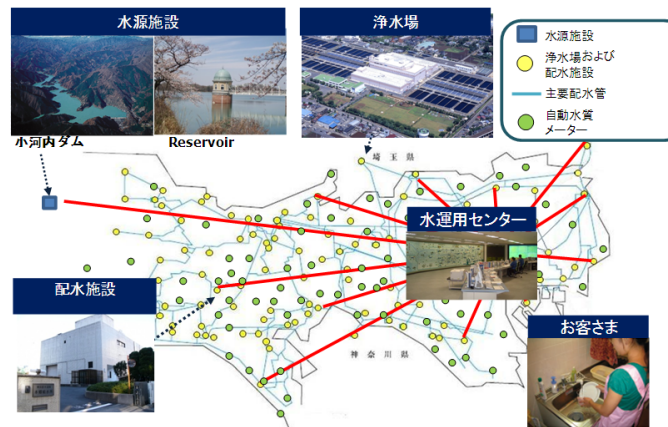 水源施設
浄水場
水源施設
浄水場および
配水施設
主要配水管
自動水質
メーター
小河内ダム
Reservoir
埼玉県
水運用センター
配水施設
神奈川県
お客さま